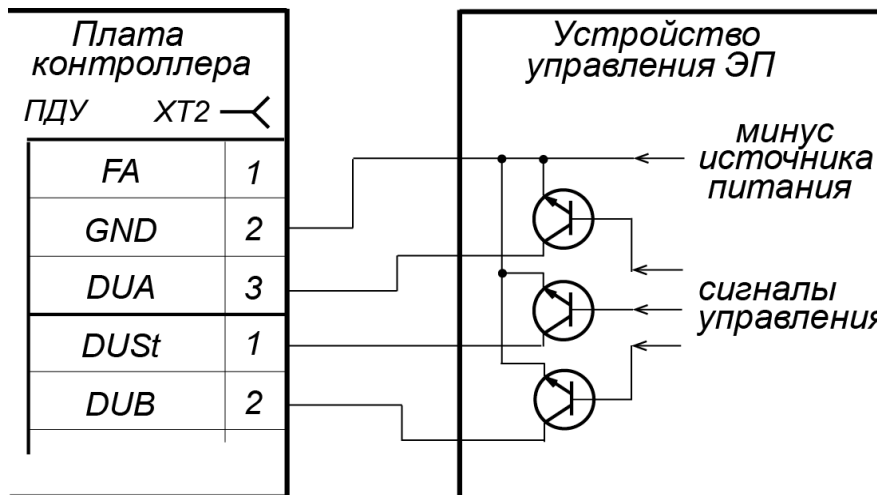 Плата
контроллера
ПДУ XT2
FA 1
GND 2
DUA 3
DUSt 1
DUB 2
Устройство
управления ЭП
минус
источника
питания
сигналы
управления